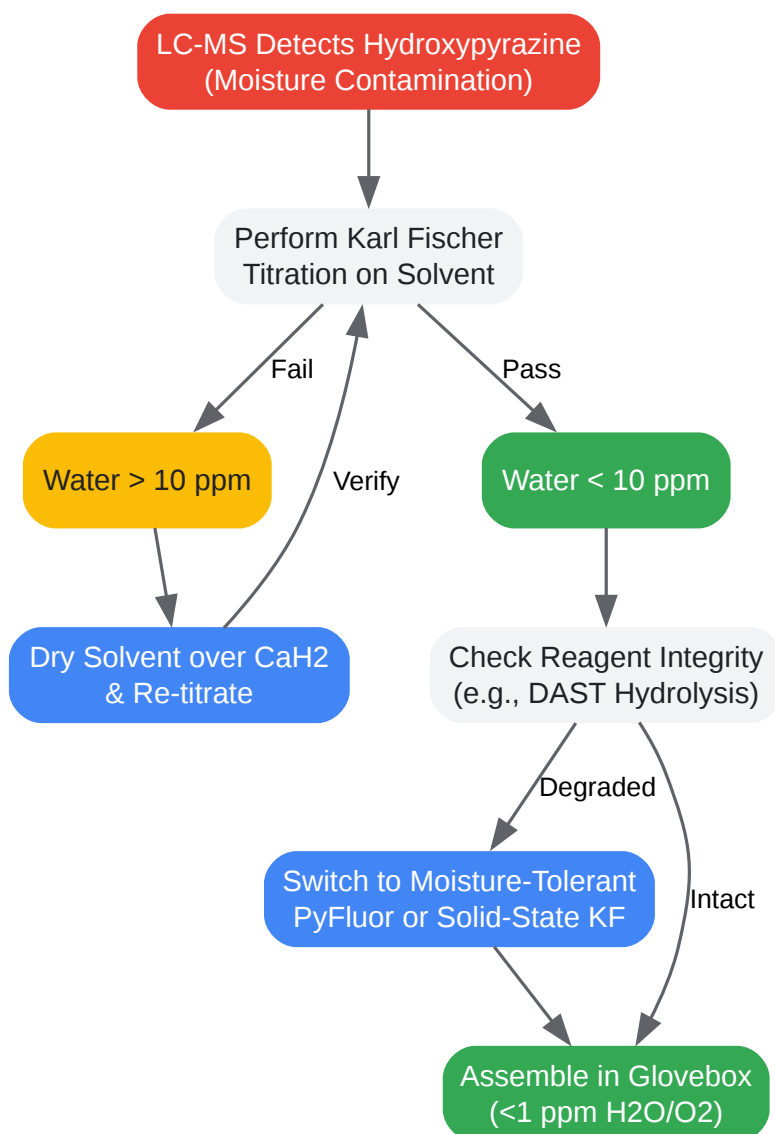 LC-MS Detects Hydroxypyrazine
(Moisture Contamination)
Perform Karl Fischer
Titration on Solvent
Fail
Pass
Water > 10 ppm
Verify
Water < 10 ppm
Dry Solvent over CaH2
& Re-titrate
Check Reagent Integrity
(e.g., DAST Hydrolysis)
Degraded
Switch to Moisture-Tolerant
PyFluor or Solid-State KF
Intact
Assemble in Glovebox
(<1 ppm H2O/O2)